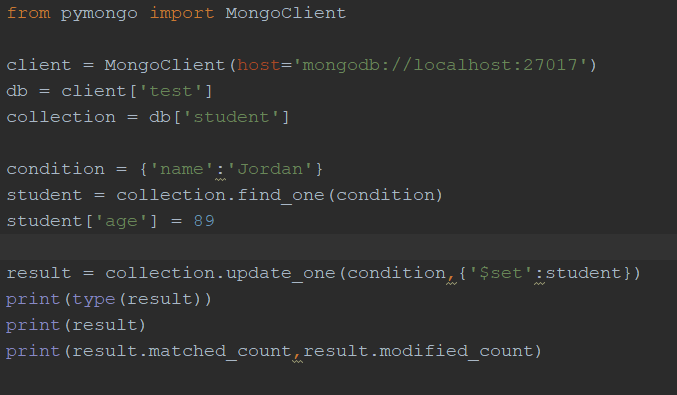 from pymongo import MongoClient
client = MongoClient(host='mongodb://localhost:27017')
db = client['test']
collection = db['student']
condition = {'name':'Jordan'}
student = collection.find_one(condition)
student['age'] = 89
result = collection.update_one(condition,{'$set':student})
print(type(result))
print(result)
print(result.matched_count,result.modified_count)